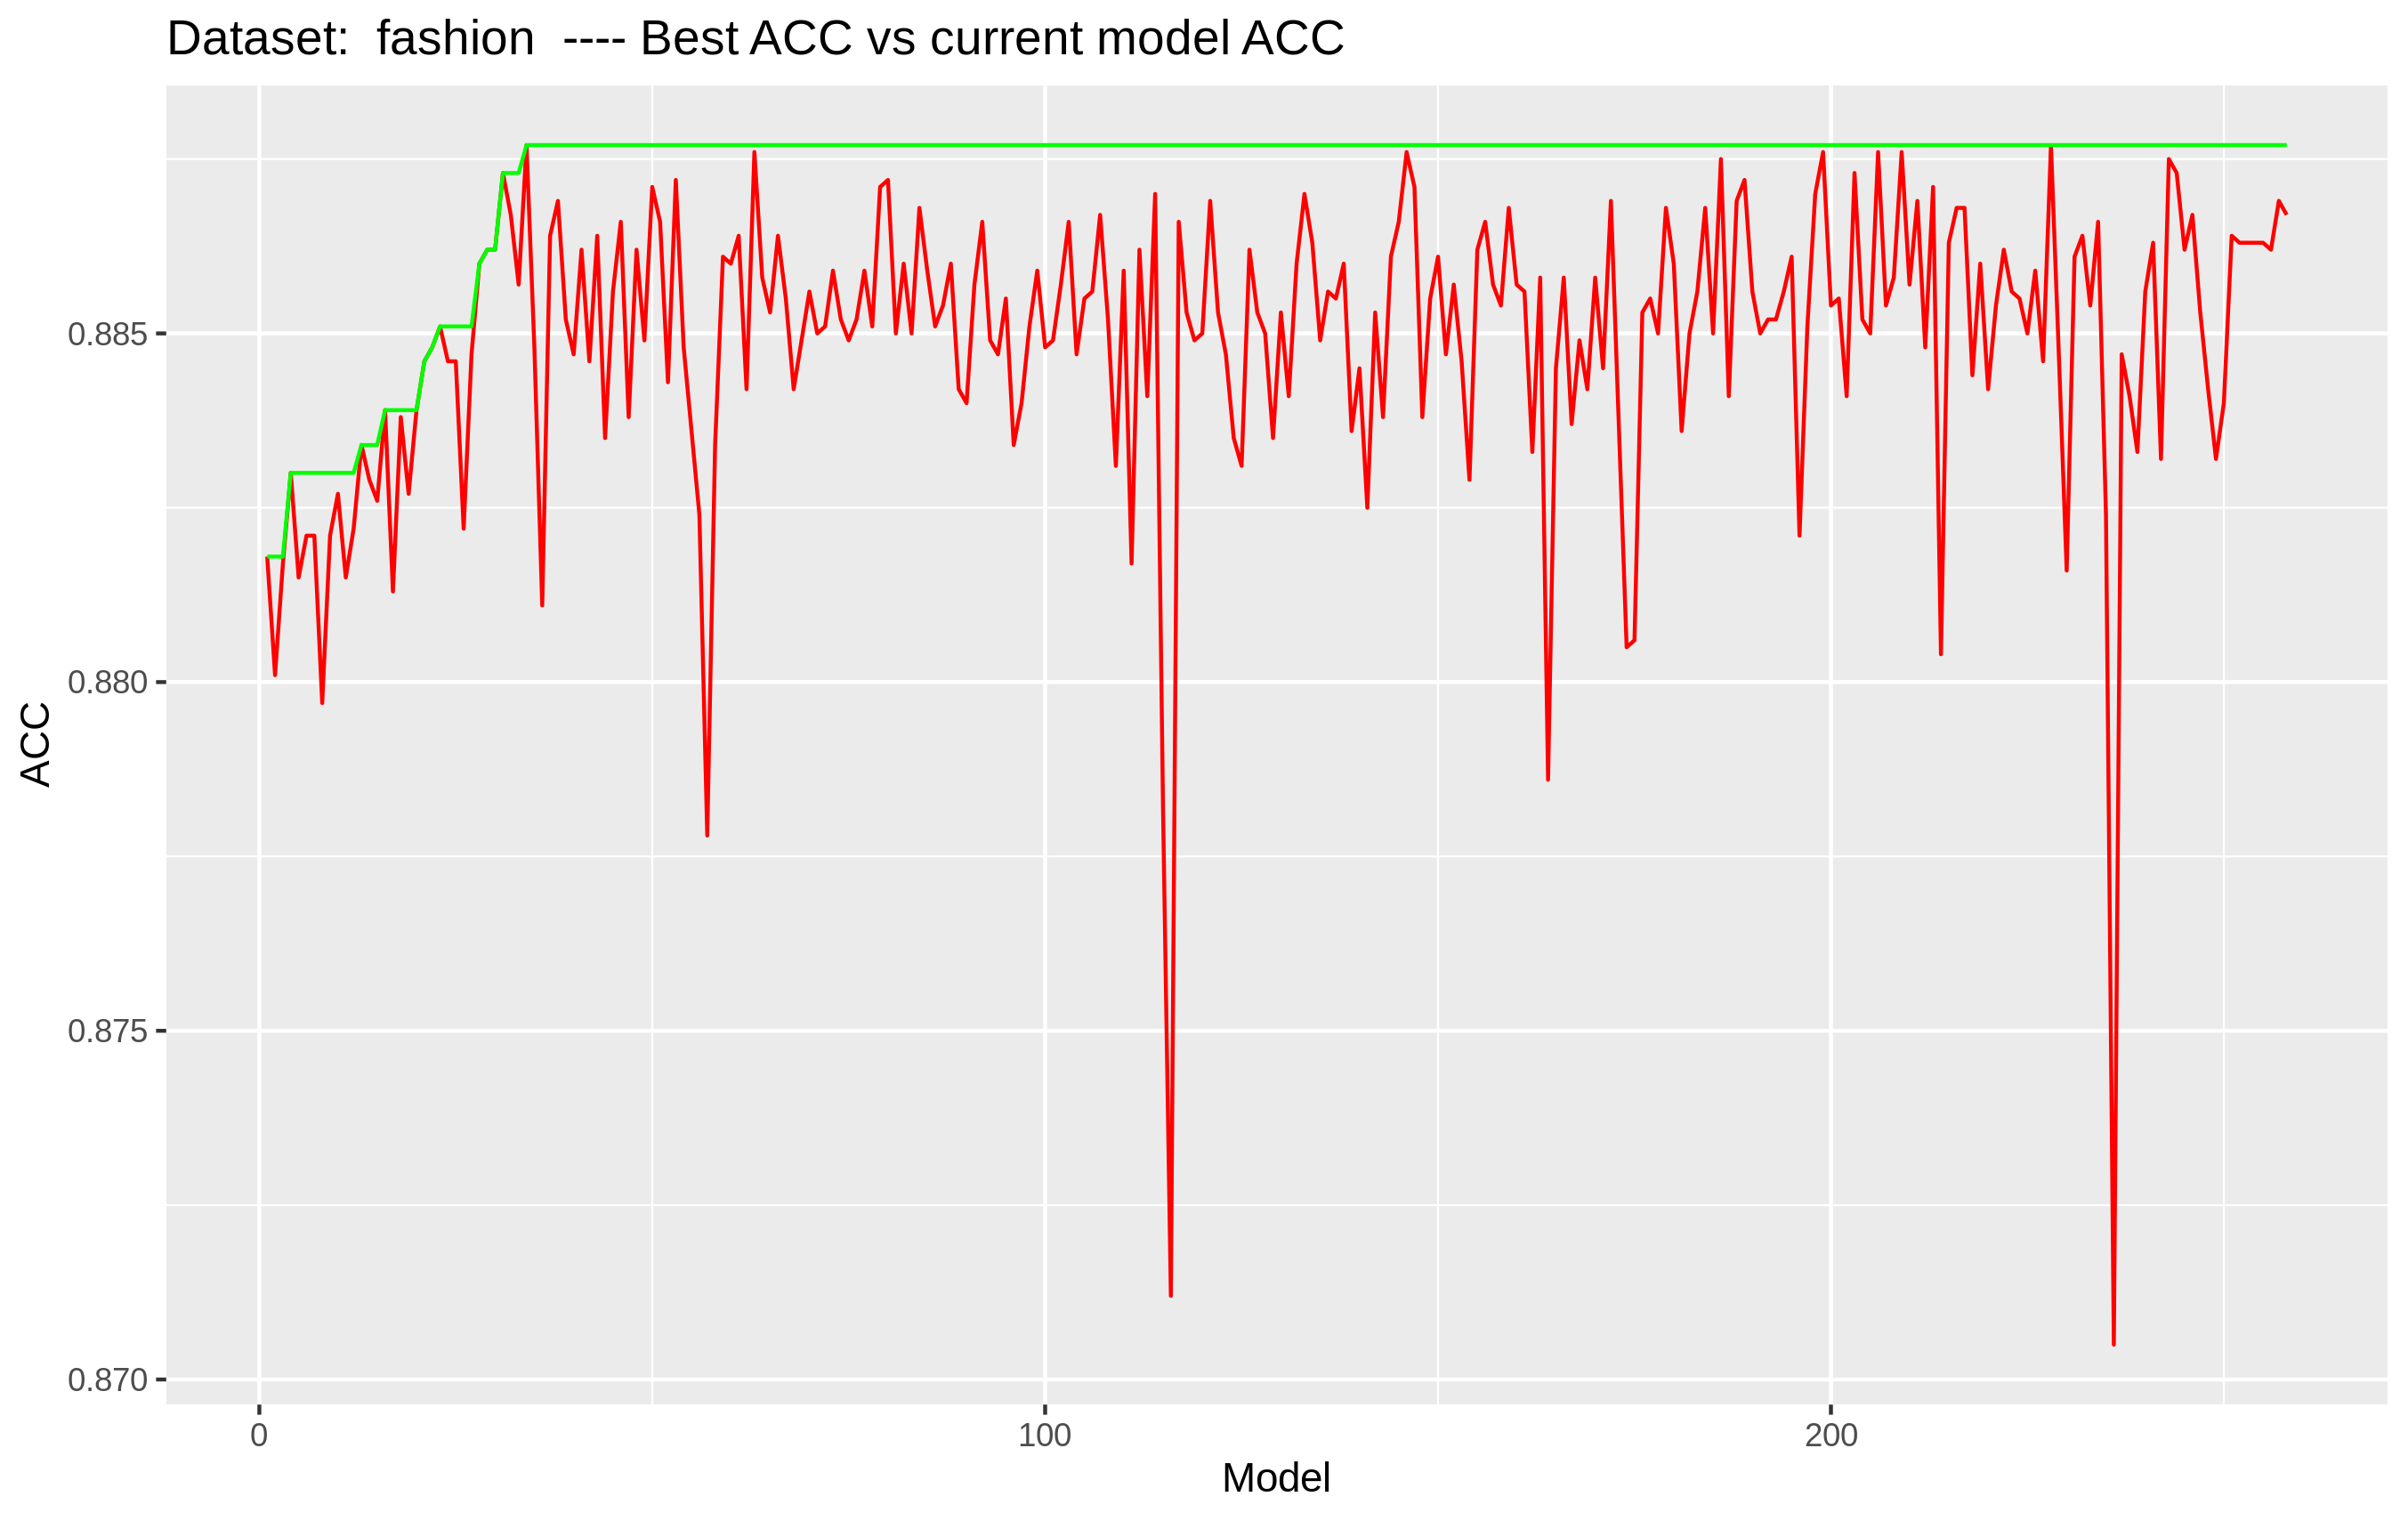 Dataset:  fashion  ---- Best ACC vs current model ACC
ACC
0.885
0.880
0.875
0.870
0
100
200
Model